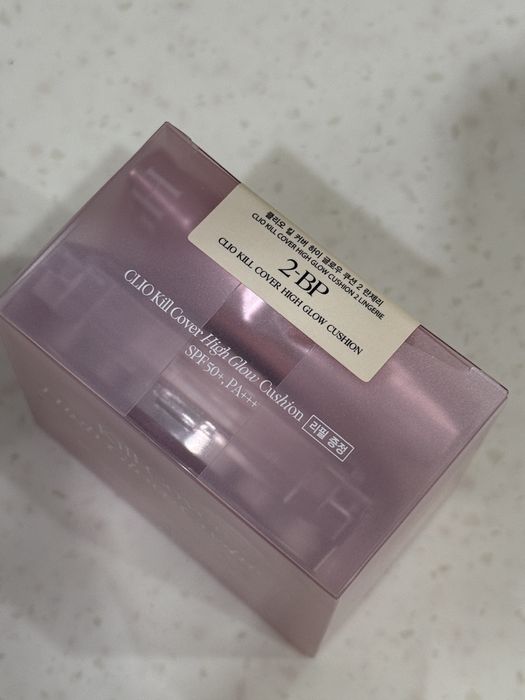 클리오 킬 커버 하이 글로우 쿠션 2 란제리
CLIO KILL COVER HIGH GLOW CUSHION 2 LINGERIE
2-BP
CLIO KILL COVER HIGH GLOW CUSHION
CLIO Kill Cover High Glow Cushion
SPF50+, PA+++
리필 증정